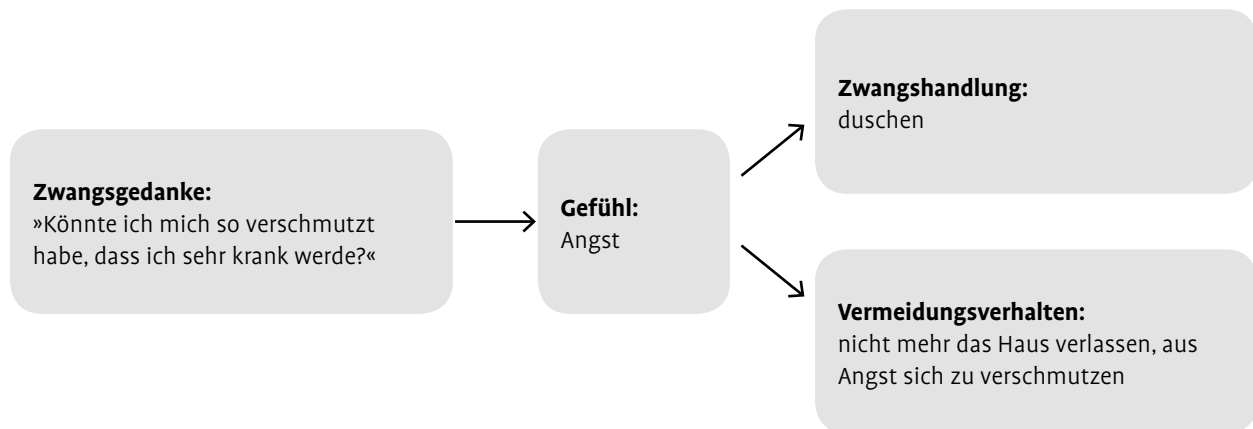 Zwangsgedanke:
»Könnte ich mich so verschmutzt
habe, dass ich sehr krank werde?«
Gefühl:
Angst
Zwangshandlung:
duschen
Vermeidungsverhalten:
nicht mehr das Haus verlassen, aus
Angst sich zu verschmutzen